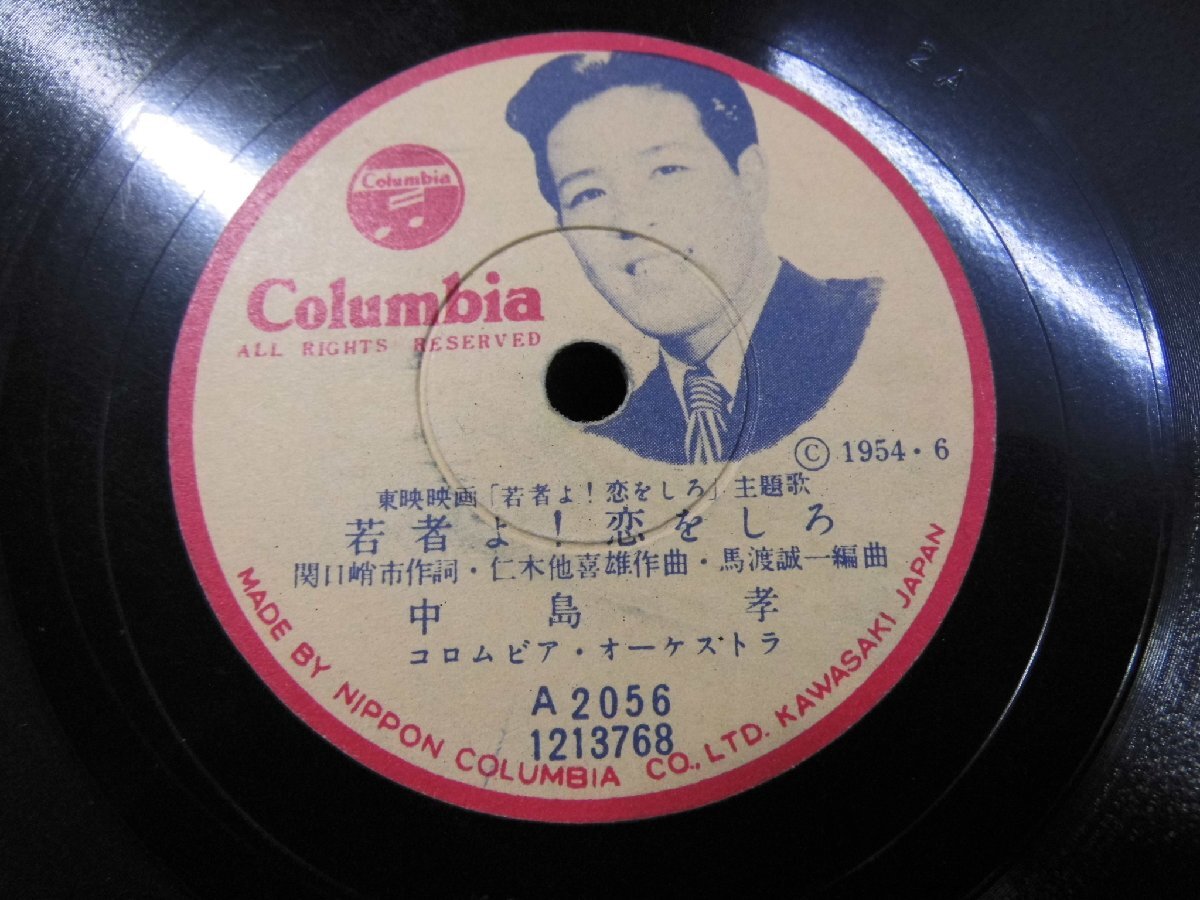 2 A
Columbia
Columbia
ALL RIGHTS RESERVED
Ⓒ 1954・6
東映映画「若者よ！恋をしろ」主題歌
若者よ！恋をしろ
関口峭市作詞・仁木他喜雄作曲・馬渡誠一編曲
中島 孝
コロムビア・オーケストラ
A 2056
1213768
MADE BY NIPPON COLUMBIA CO., LTD. KAWASAKI JAPAN